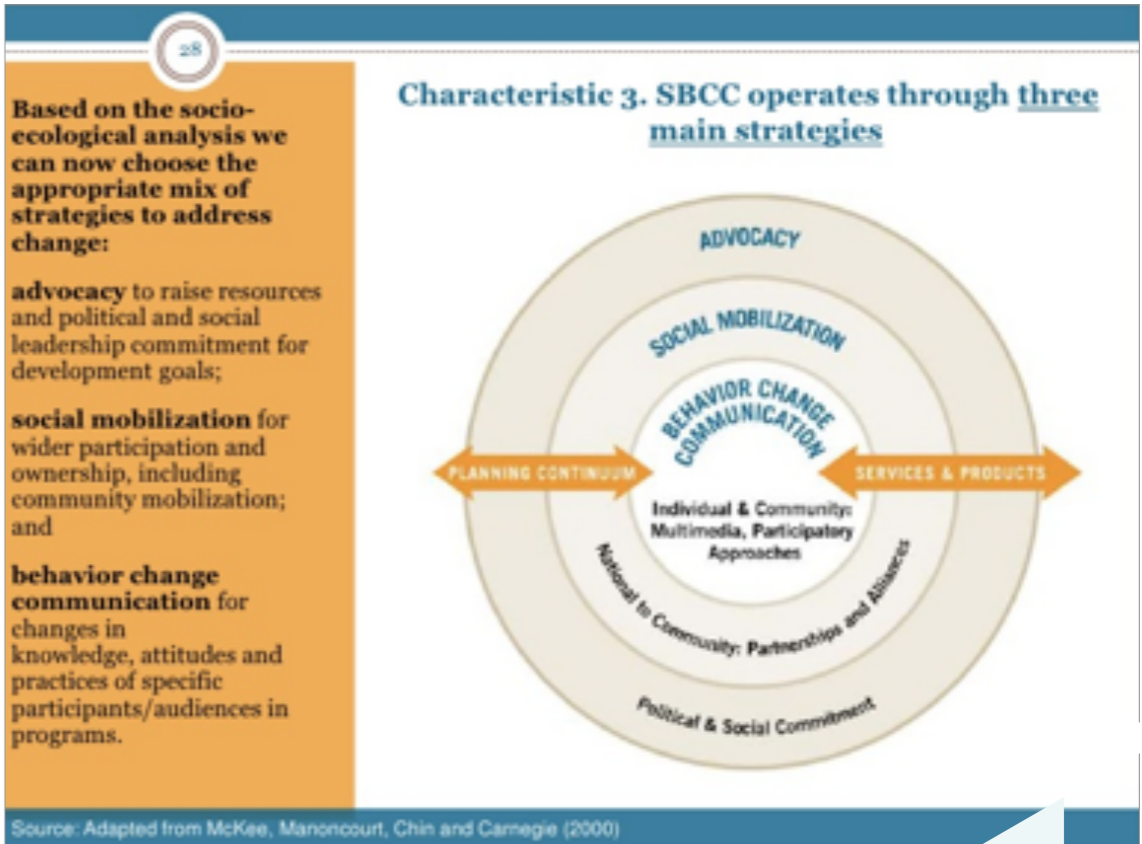 28
Based on the socio-
ecological analysis we
can now choose the
appropriate mix of
strategies to address
change:
advocacy to raise resources
and political and social
leadership commitment for
development goals;
social mobilization for
wider participation and
ownership, including
community mobilization;
and
behavior change
communication for
changes in
knowledge, attitudes and
practices of specific
participants/audiences in
programs.
Characteristic 3. SBCC operates through three
main strategies
ADVOCACY
SOCIAL MOBILIZATION
BEHAVIOR CHANGE
COMMUNICATION
PLANNING CONTINUUM
SERVICES & PRODUCTS
Individual & Community:
Multimedia, Participatory
Approaches
National to Community: Partnerships and Alliances
Political & Social Commitment
Source: Adapted from McKee, Manoncourt, Chin and Carnegie (2000)